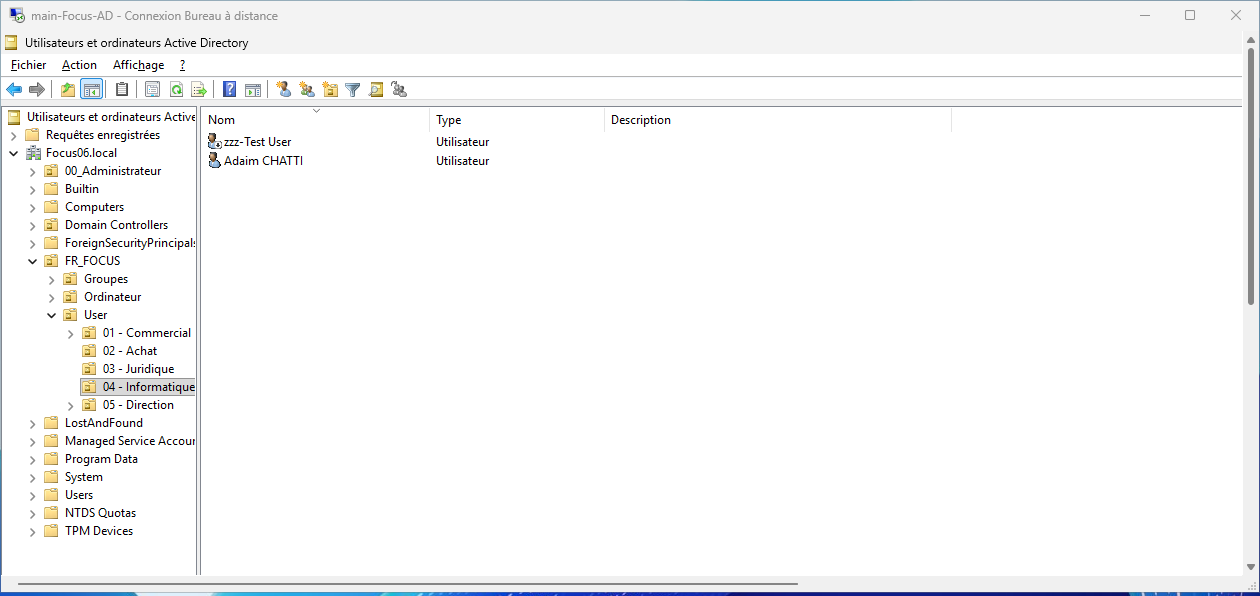 main-Focus-AD - Connexion Bureau à distance
Utilisateurs et ordinateurs Active Directory
Fichier Action Affichage ?
Utilisateurs et ordinateurs Active
Requêtes enregistrées
Focus06.local
00_Administrateur
Builtin
Computers
Domain Controllers
ForeignSecurityPrincipals
FR_FOCUS
Groupes
Ordinateur
User
01 - Commercial
02 - Achat
03 - Juridique
04 - Informatique
05 - Direction
LostAndFound
Managed Service Accour
Program Data
System
Users
NTDS Quotas
TPM Devices
Nom Type Description
zzz-Test User Utilisateur
Adaim CHATTI Utilisateur